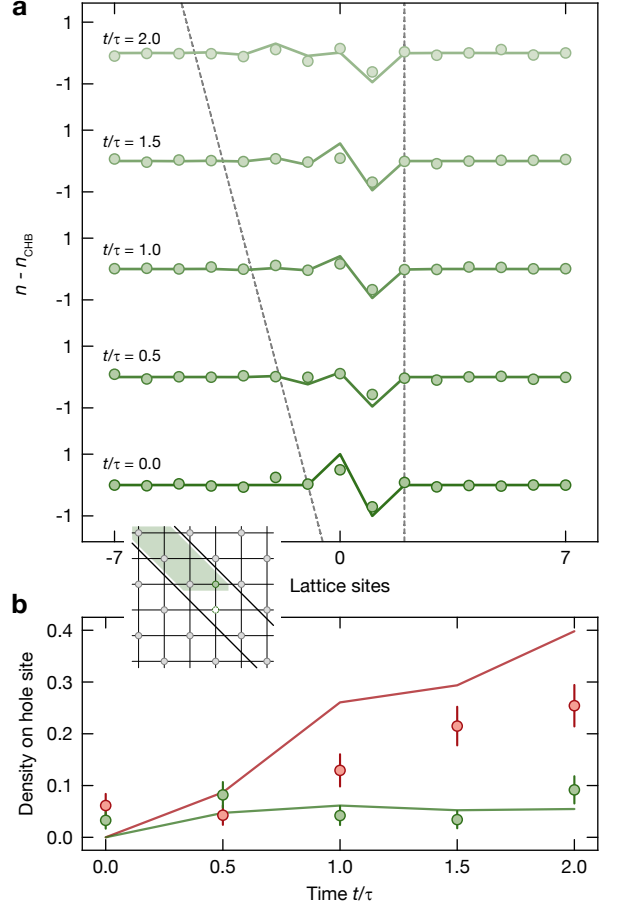 a
1
t/τ = 2.0
-1
1
t/τ = 1.5
-1
1
t/τ = 1.0
-1
n - nCHB
1
t/τ = 0.5
-1
1
t/τ = 0.0
-1
-7 0 7
Lattice sites
b
0.4
0.3
0.2
0.1
0.0
Density on hole site
0.0 0.5 1.0 1.5 2.0
Time t/τ